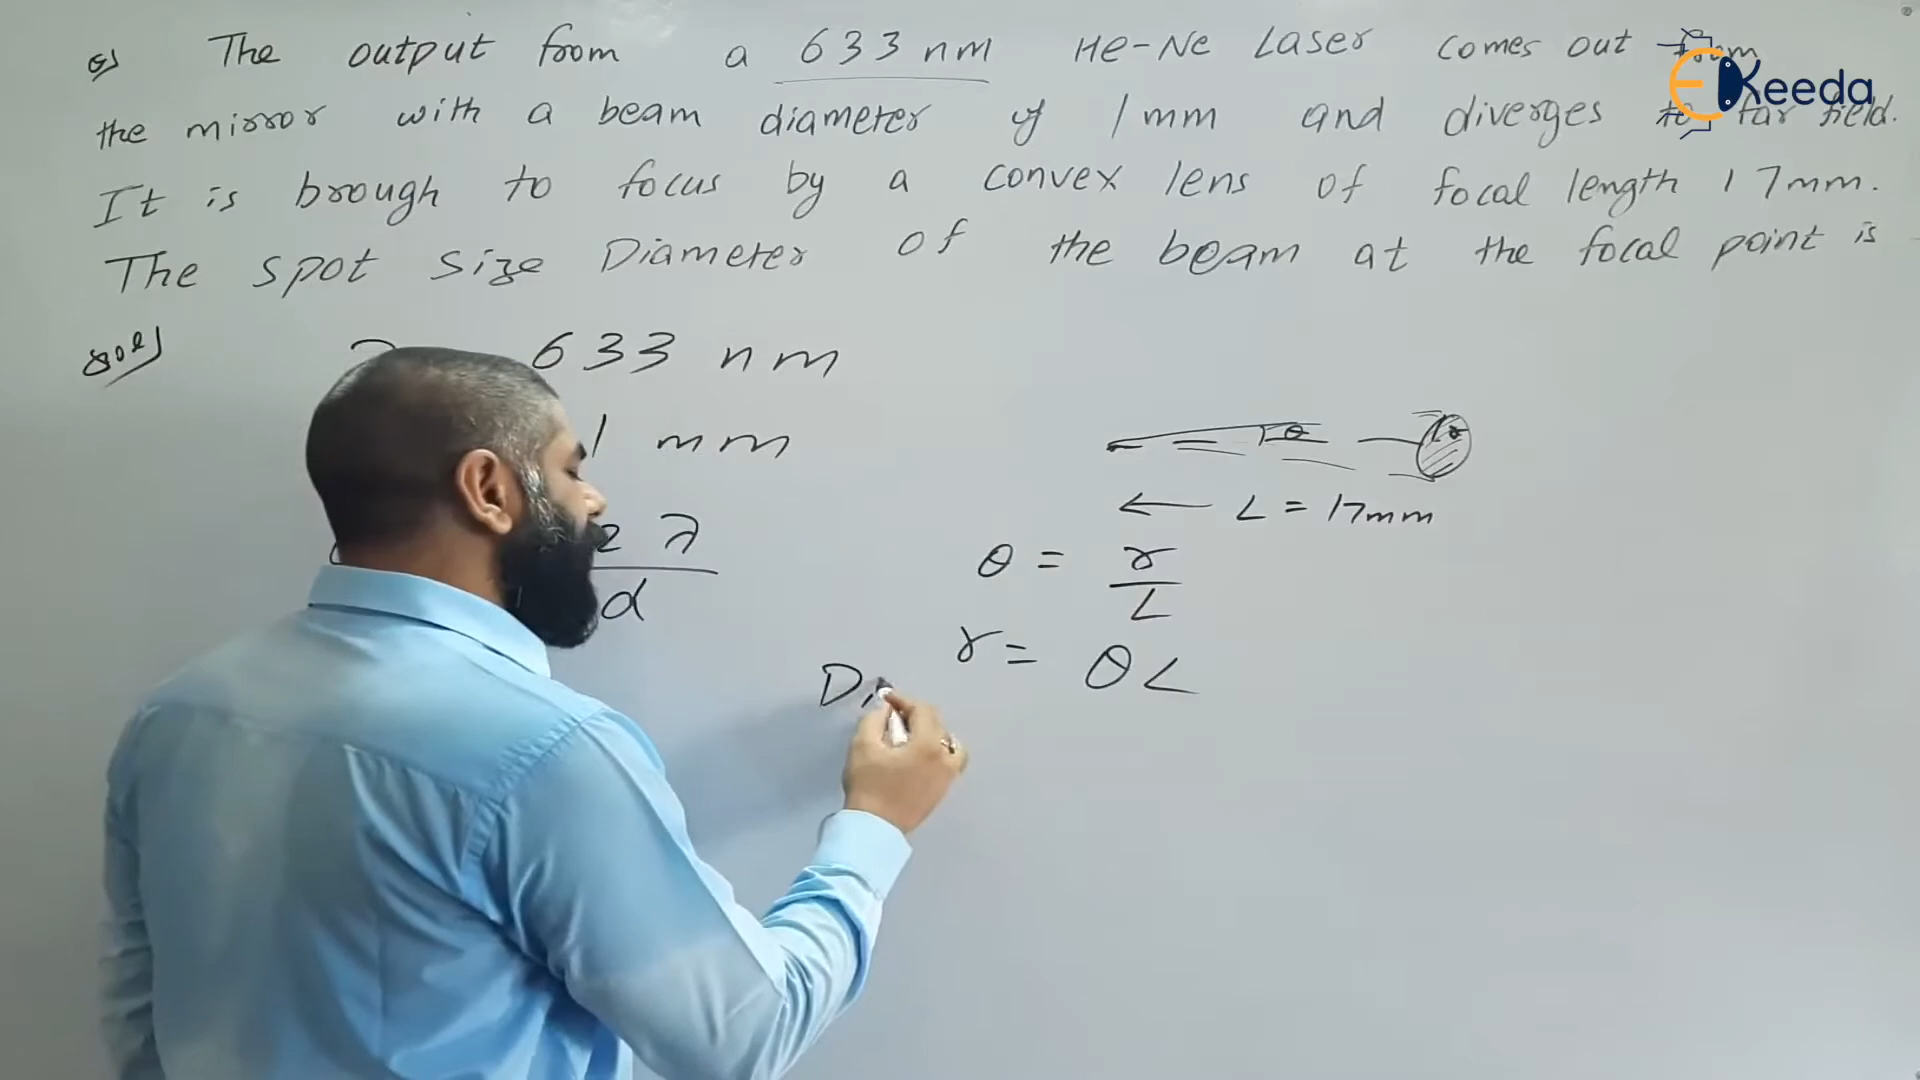 Q) The output from a 633 nm He-Ne Laser comes out from
the mirror with a beam diameter of 1mm and diverges to far field.
It is brough to focus by a convex lens of focal length 17mm.
The spot size Diameter of the beam at the focal point is
EKeeda
Sol)
633 nm
1 mm
2 λ
d
θ
r
L = 17mm
θ = r
L
r = θL
Di